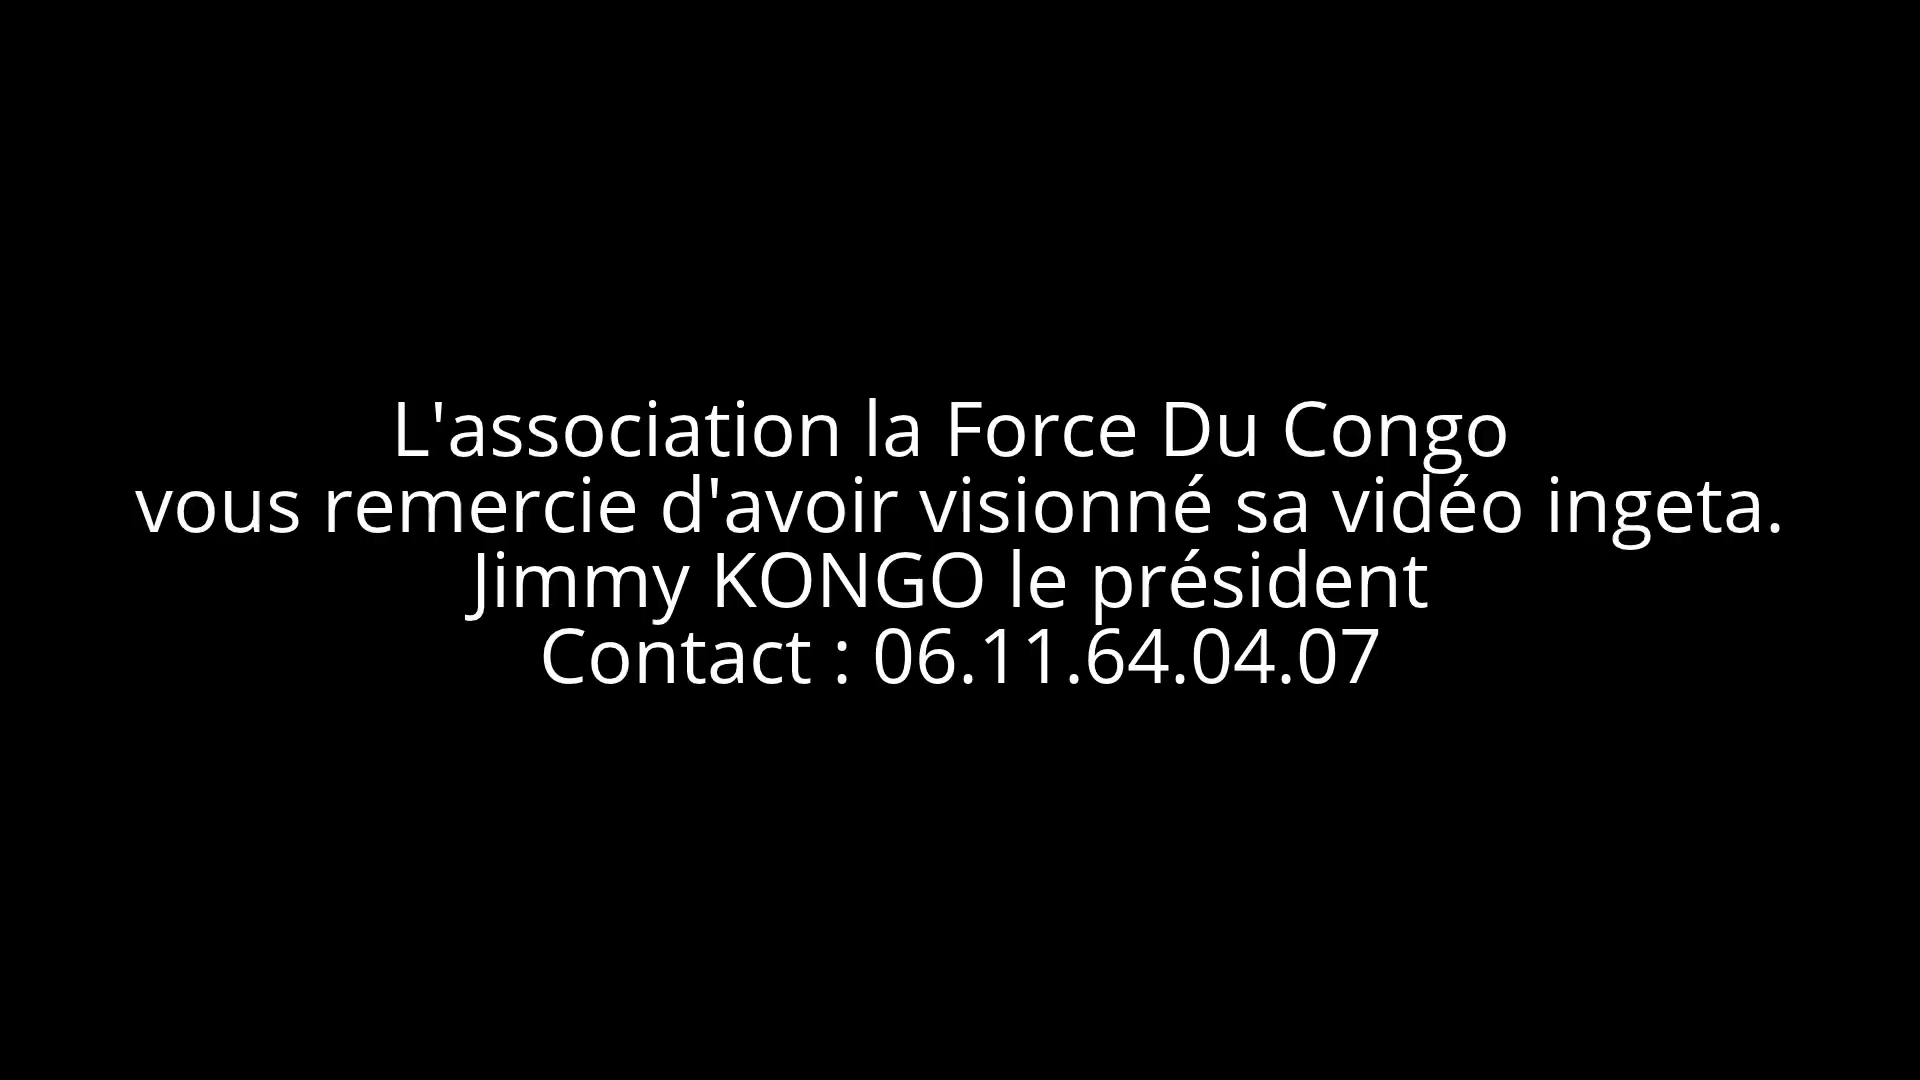 L'association la Force Du Congo
vous remercie d'avoir visionné sa vidéo ingeta.
Jimmy KONGO le président
Contact : 06.11.64.04.07